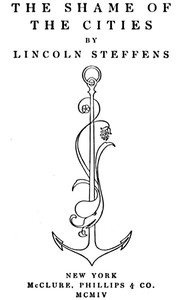 THE SHAME OF
THE CITIES
BY
LINCOLN STEFFENS
NEW YORK
McCLURE, PHILLIPS & CO.
MCMIV